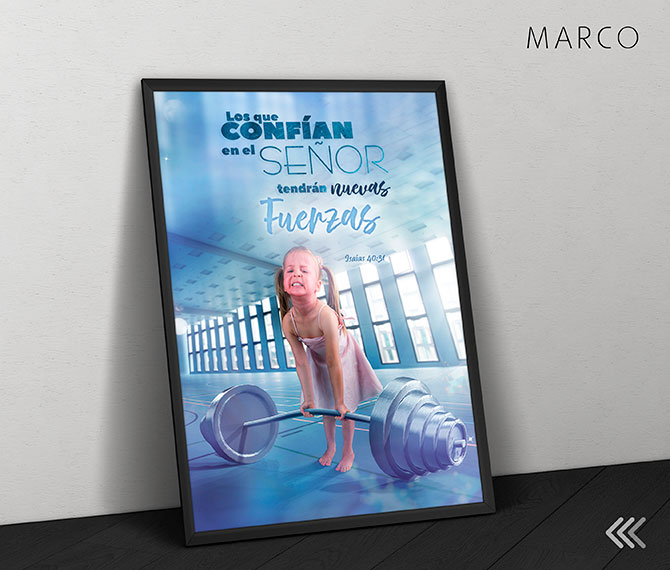 MARCO
Los que
CONFÍAN
en el SEÑOR
tendrán nuevas
Fuerzas
Isaías 40:31